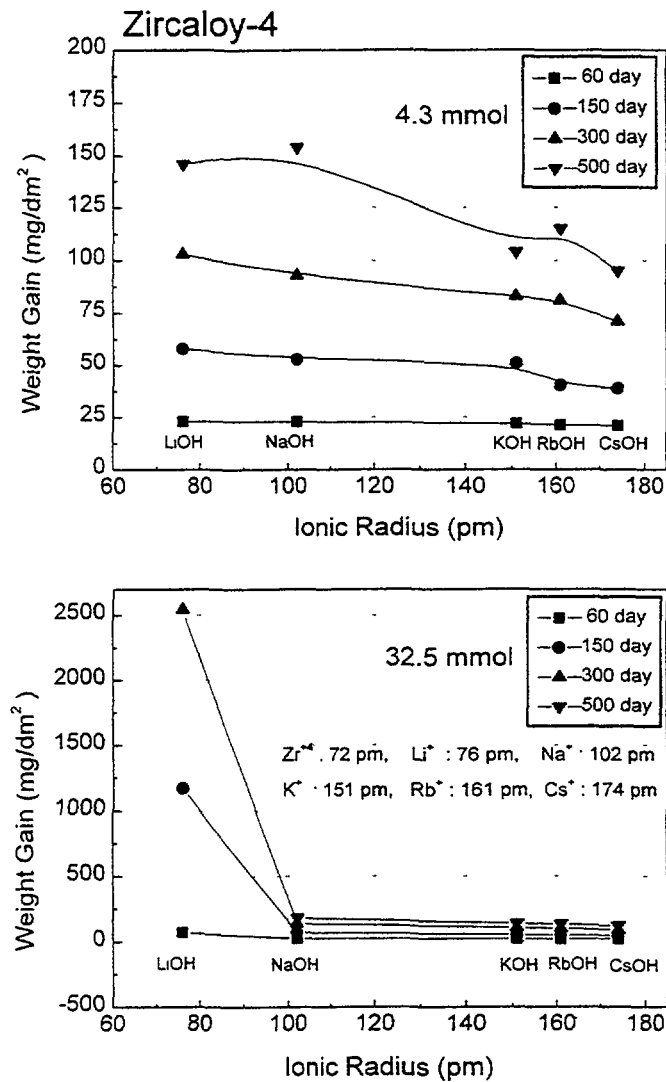 Zircaloy-4
200
175
150
125
100
75
50
25
0
Weight Gain (mg/dm²)
4.3 mmol
60 day
150 day
300 day
500 day
LiOH
NaOH
KOH
RbOH
CsOH
60 80 100 120 140 160 180
Ionic Radius (pm)
2500
2000
1500
1000
500
0
-500
Weight Gain (mg/dm²)
32.5 mmol
60 day
150 day
300 day
500 day
Zr⁺⁴ . 72 pm, Li⁺ : 76 pm, Na⁺ · 102 pm
K⁺ · 151 pm, Rb⁺ : 161 pm, Cs⁺ : 174 pm
LiOH
NaOH
KOH
RbOH
CsOH
60 80 100 120 140 160 180
Ionic Radius (pm)